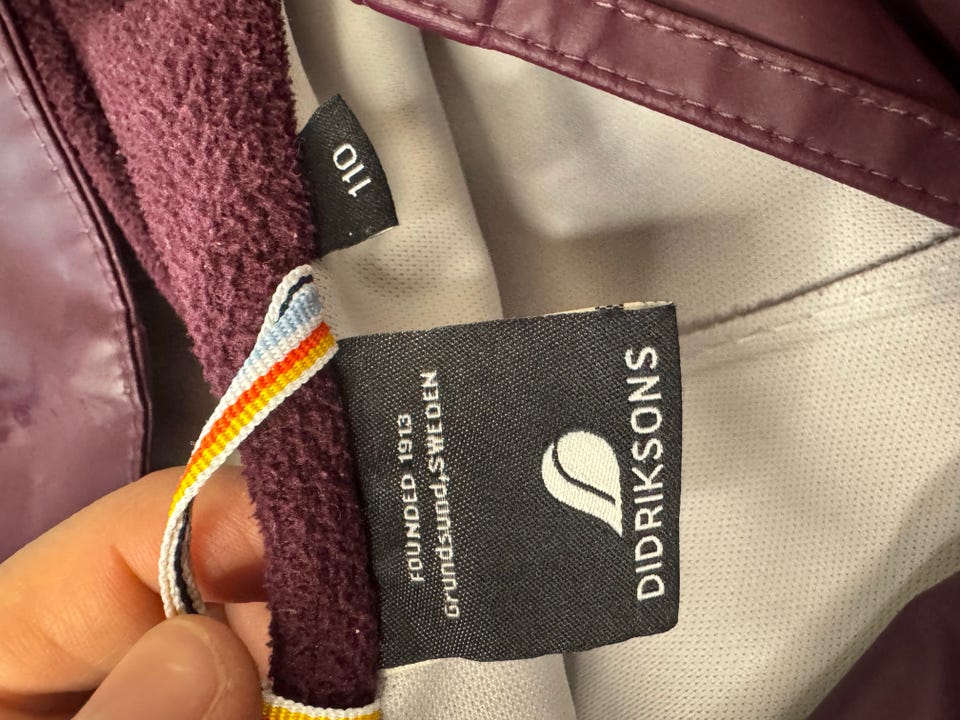 110
FOUNDED 1913
Grundsund,SWEDEN
DIDRIKSONS